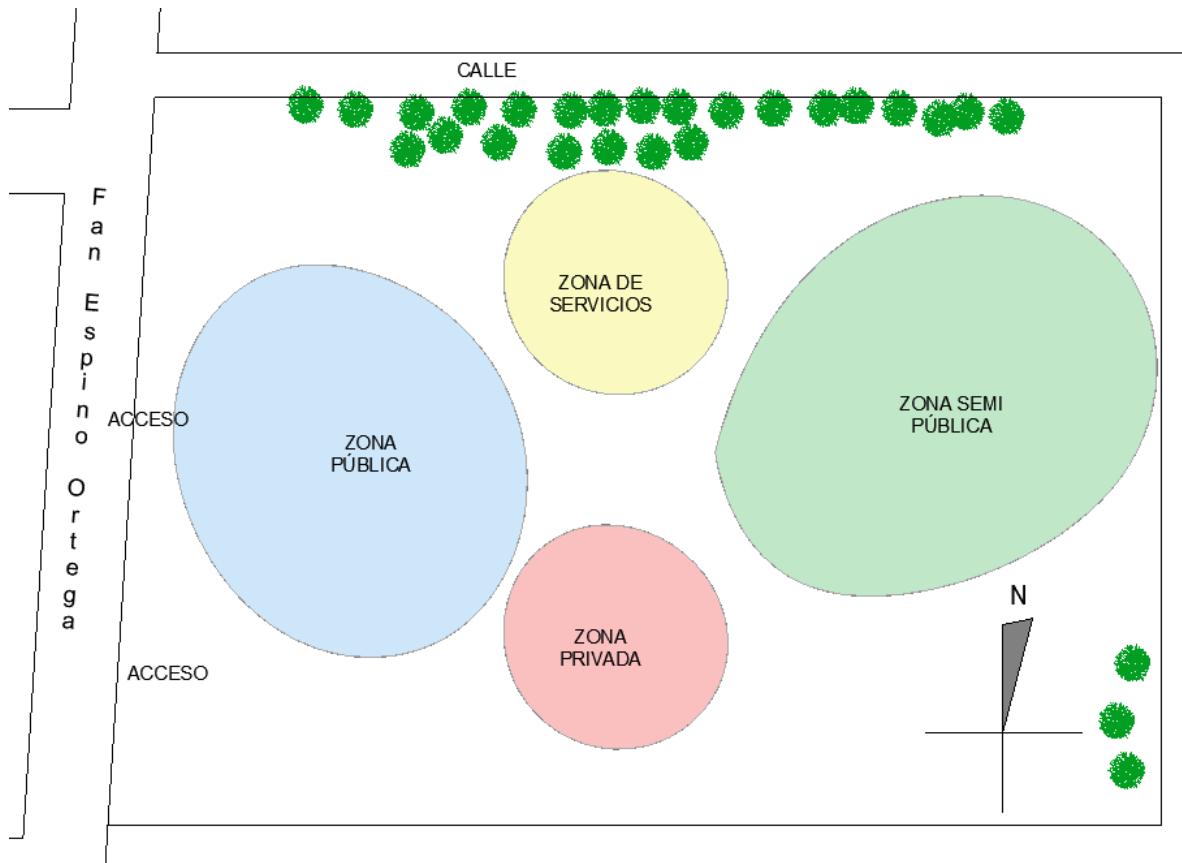 CALLE
Fan Espino Ortega
ZONA DE
SERVICIOS
ZONA SEMI
PÚBLICA
ACCESO
ZONA
PÚBLICA
N
ZONA
PRIVADA
ACCESO